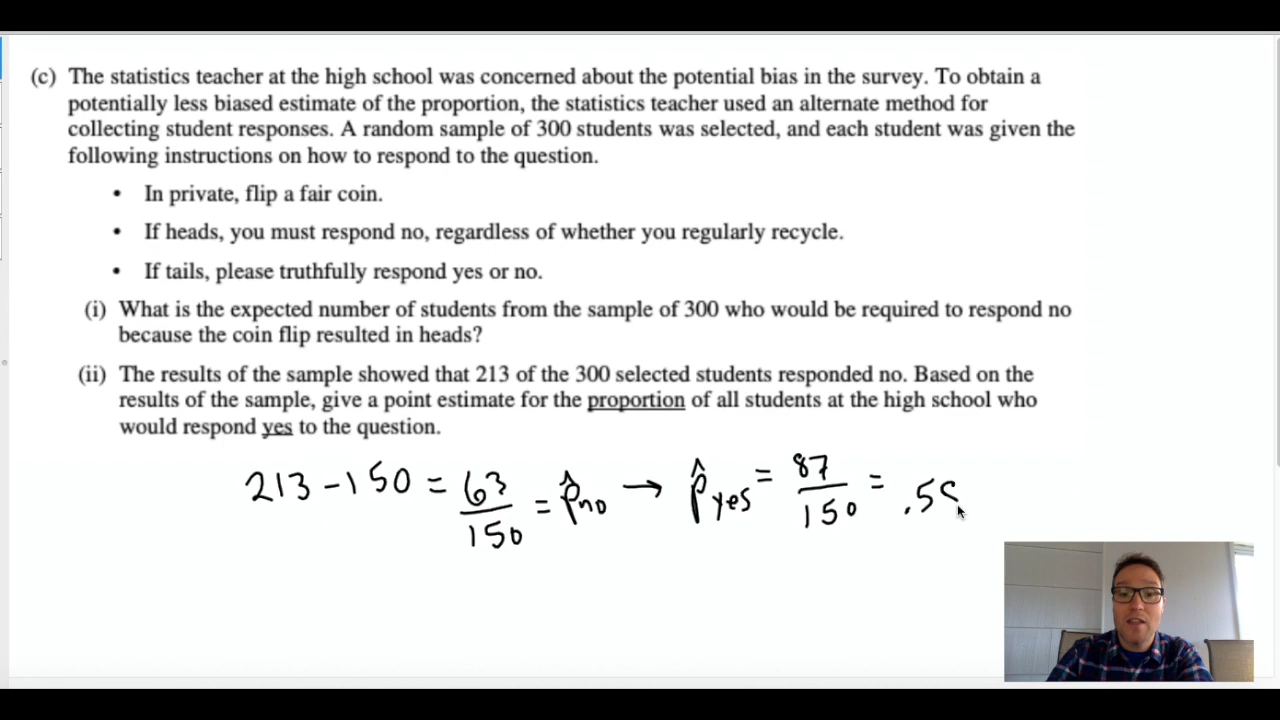 (c) The statistics teacher at the high school was concerned about the potential bias in the survey. To obtain a
potentially less biased estimate of the proportion, the statistics teacher used an alternate method for
collecting student responses. A random sample of 300 students was selected, and each student was given the
following instructions on how to respond to the question.
• In private, flip a fair coin.
• If heads, you must respond no, regardless of whether you regularly recycle.
• If tails, please truthfully respond yes or no.
(i) What is the expected number of students from the sample of 300 who would be required to respond no
because the coin flip resulted in heads?
(ii) The results of the sample showed that 213 of the 300 selected students responded no. Based on the
results of the sample, give a point estimate for the proportion of all students at the high school who
would respond yes to the question.
213 - 150 = 63/150 = p̂no → p̂yes = 87/150 = .5